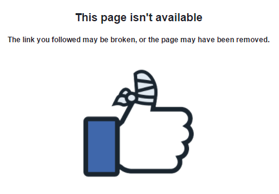 This page isn't available
The link you followed may be broken, or the page may have been removed.